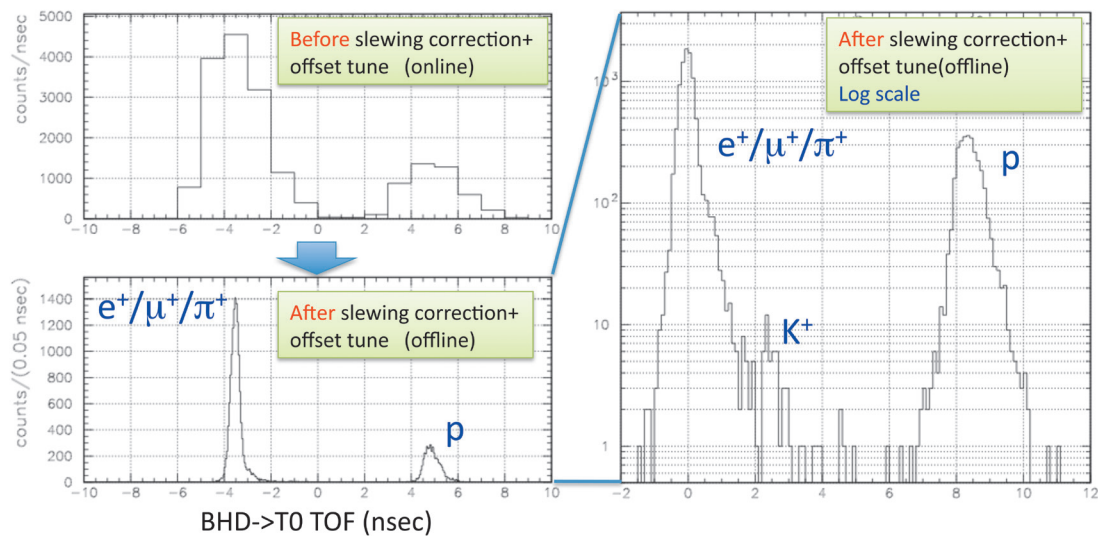 counts/nsec
5000
4000
3000
2000
1000
0
Before slewing correction+
offset tune (online)
−10 −8 −6 −4 −2 0 2 4 6 8 10
counts/(0.05 nsec)
1400
1200
1000
800
600
400
200
0
e⁺/μ⁺/π⁺
After slewing correction+
offset tune (offline)
p
−10 −8 −6 −4 −2 0 2 4 6 8 10
BHD->T0 TOF (nsec)
10³
10²
10
1
After slewing correction+
offset tune(offline)
Log scale
e⁺/μ⁺/π⁺
p
K⁺
−2 0 2 4 6 8 10 12